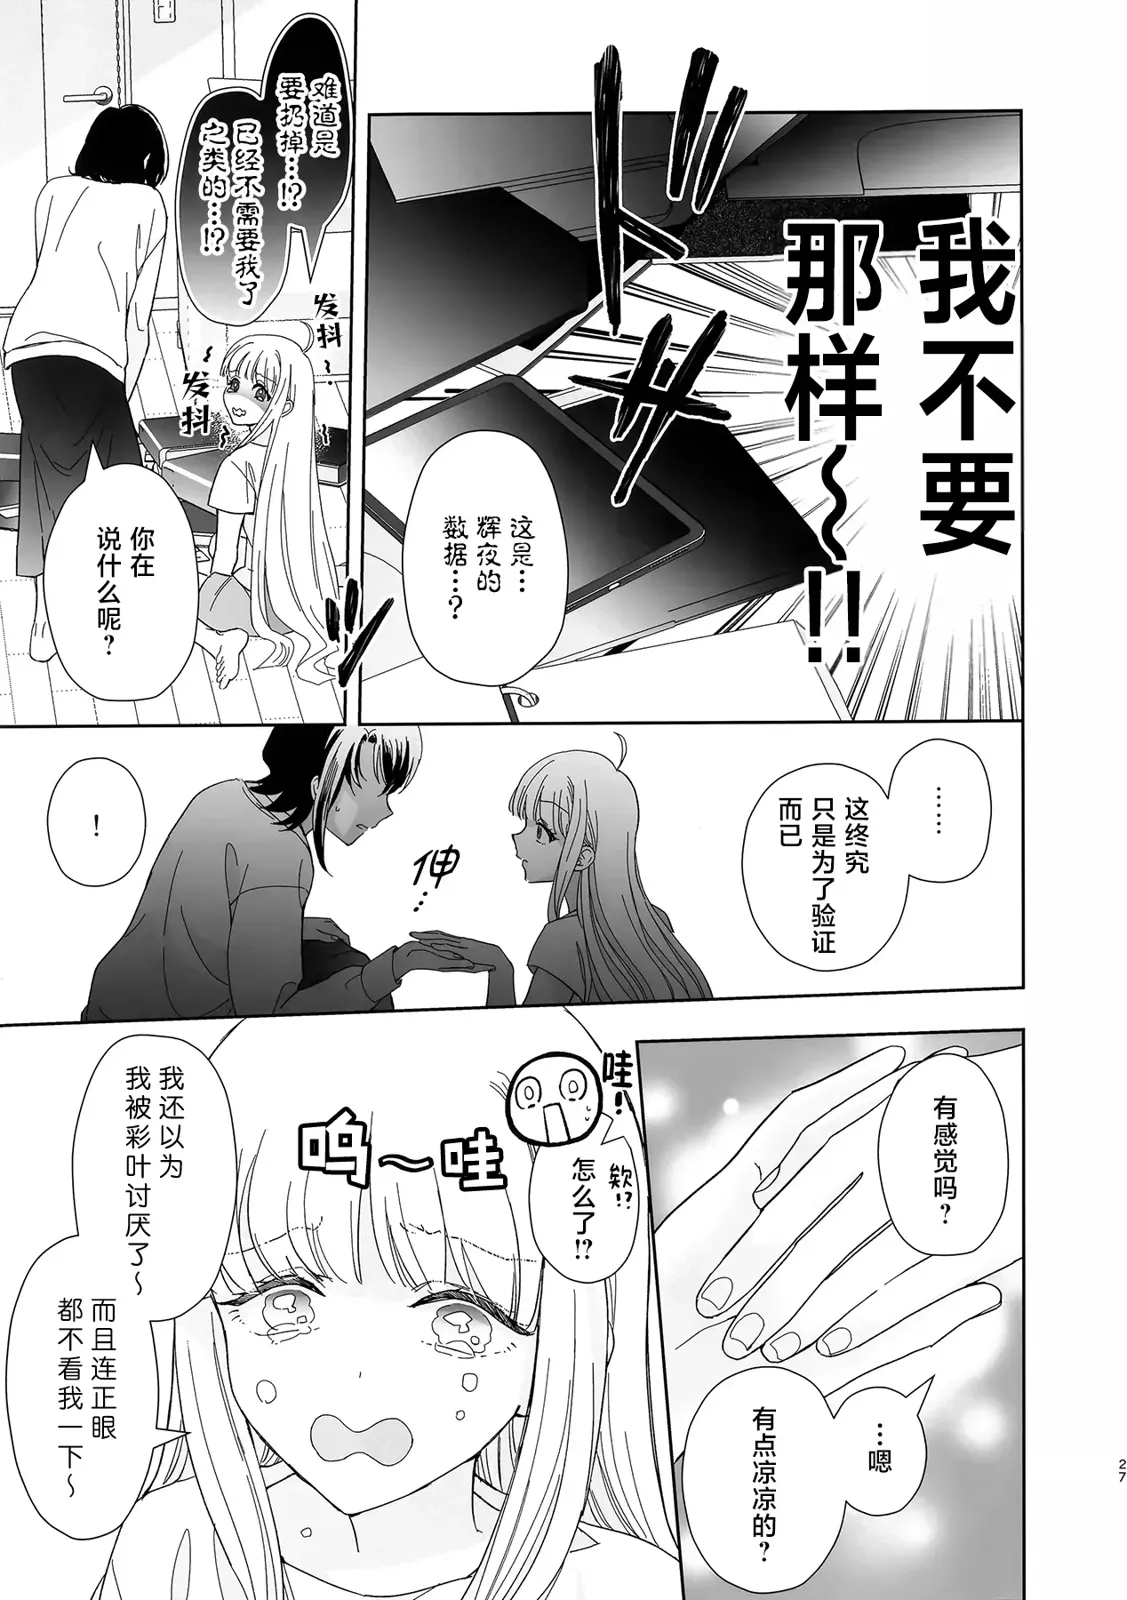 这是…
辉夜的
数据…?
ドドド
我不要
那样~!!
难道是
要扔掉…!?
已经不需要我了
之类的…!?
发抖
发抖
你在
说什么呢?
……
这终究
只是为了验证
而已
伸…
!
有感觉吗?
…嗯
有点凉凉的?
哇!
欸!?
怎么了!?
呜~哇
我还以为
我被彩叶讨厌了~
而且连正眼
都不看我一下~
27